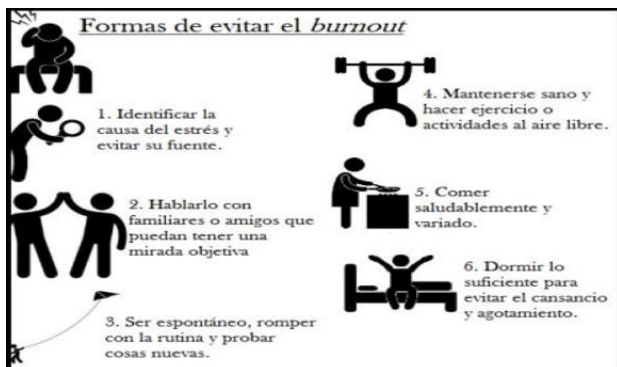 Formas de evitar el burnout
1. Identificar la
causa del estrés y
evitar su fuente.
2. Hablarlo con
familiares o amigos que
puedan tener una
mirada objetiva
3. Ser espontáneo, romper
con la rutina y probar
cosas nuevas.
4. Mantenerse sano y
hacer ejercicio o
actividades al aire libre.
5. Comer
saludablemente y
variado.
6. Dormir lo
suficiente para
evitar el cansancio
y agotamiento.